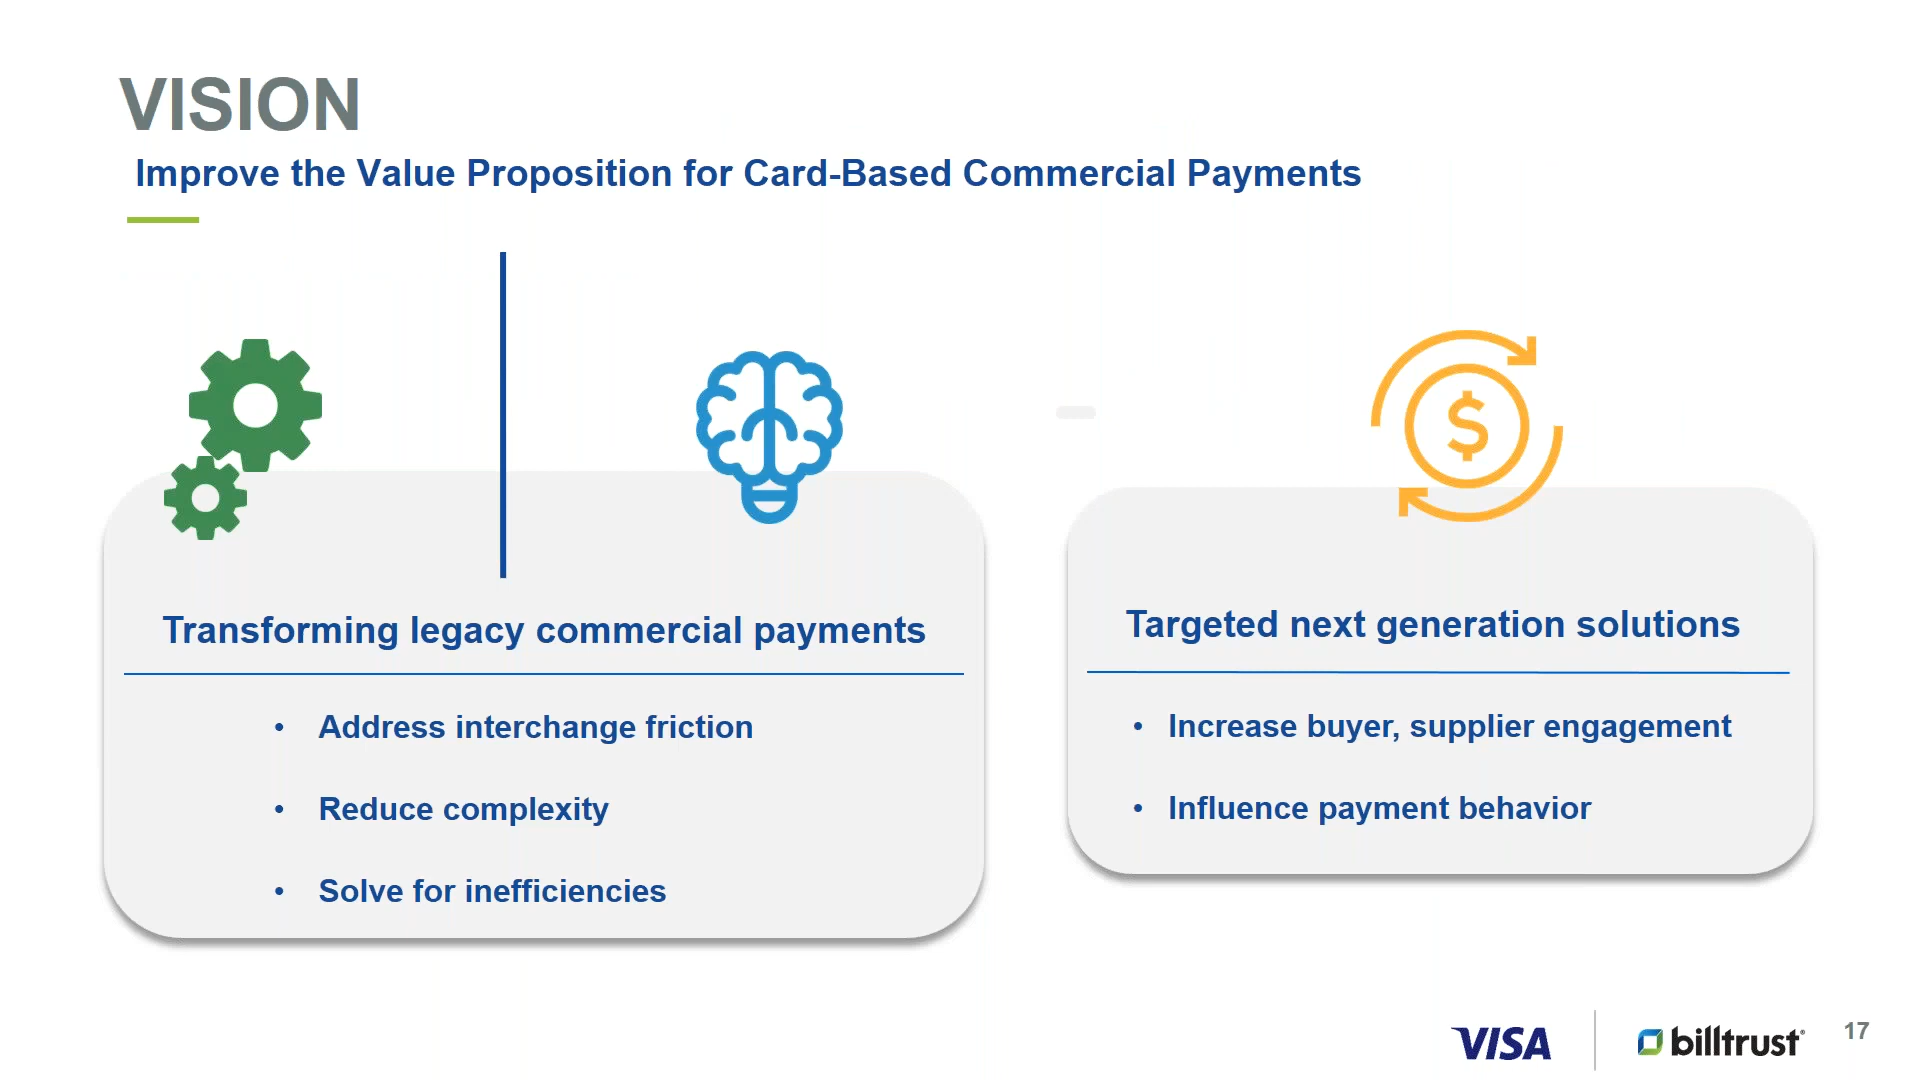 VISION
Improve the Value Proposition for Card-Based Commercial Payments
$
Transforming legacy commercial payments
• Address interchange friction
• Reduce complexity
• Solve for inefficiencies
Targeted next generation solutions
• Increase buyer, supplier engagement
• Influence payment behavior
VISA
billtrust®
17